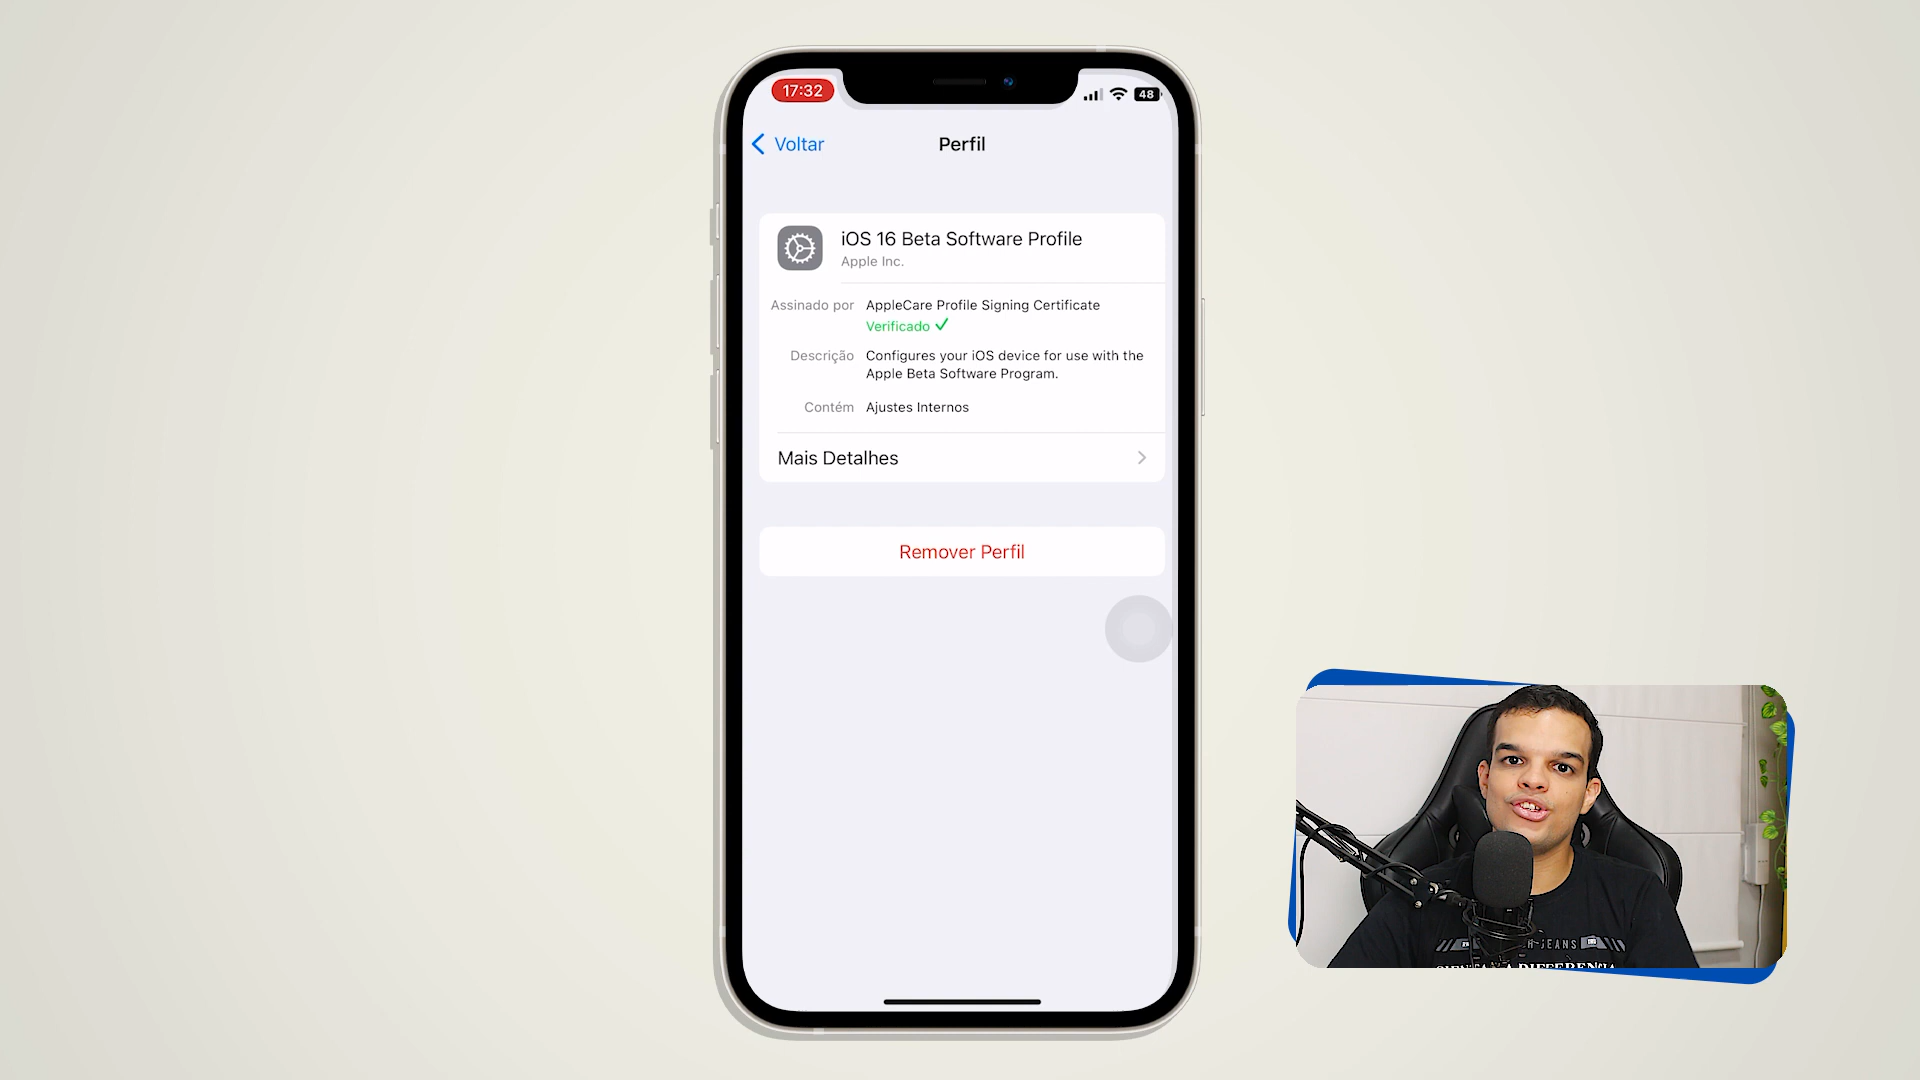 17:32
48
Voltar
Perfil
iOS 16 Beta Software Profile
Apple Inc.
Assinado por
AppleCare Profile Signing Certificate
Verificado
Descrição
Configures your iOS device for use with the
Apple Beta Software Program.
Contém
Ajustes Internos
Mais Detalhes
Remover Perfil
JEANS